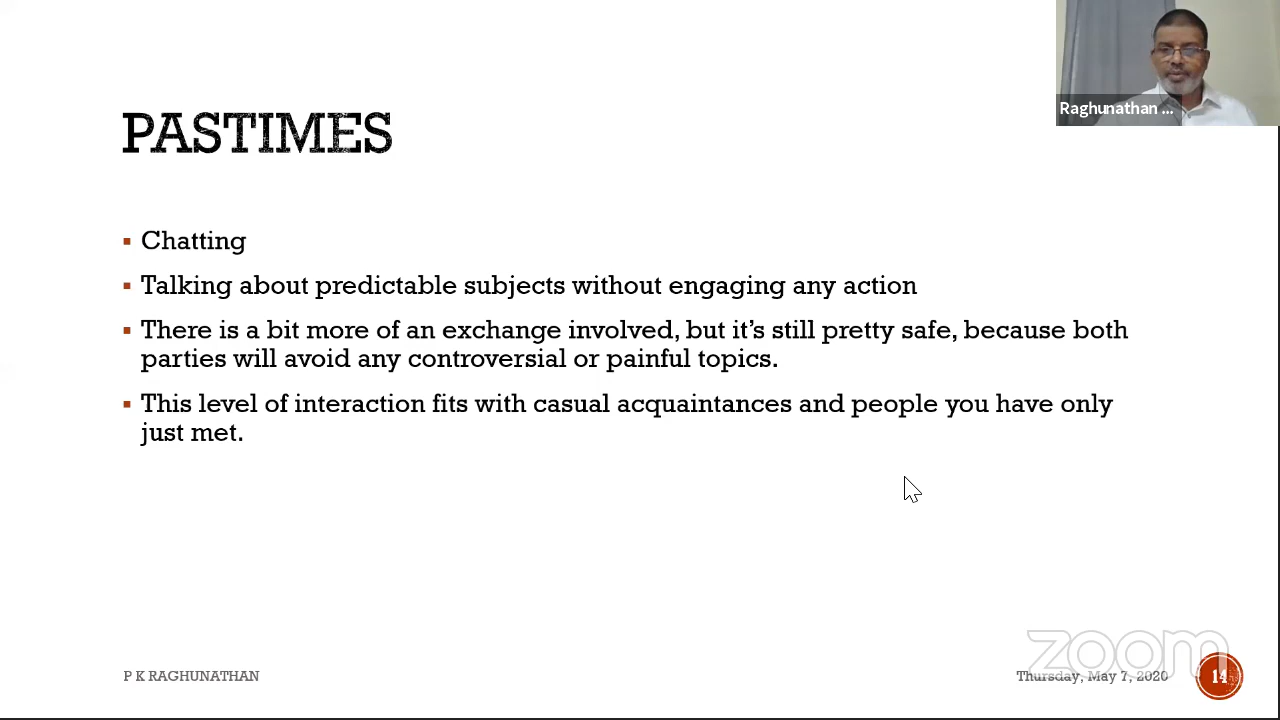 Raghunathan ...
PASTIMES
Chatting
Talking about predictable subjects without engaging any action
There is a bit more of an exchange involved, but it's still pretty safe, because both
parties will avoid any controversial or painful topics.
This level of interaction fits with casual acquaintances and people you have only
just met.
zoom
P K RAGHUNATHAN
Thursday, May 7, 2020
14